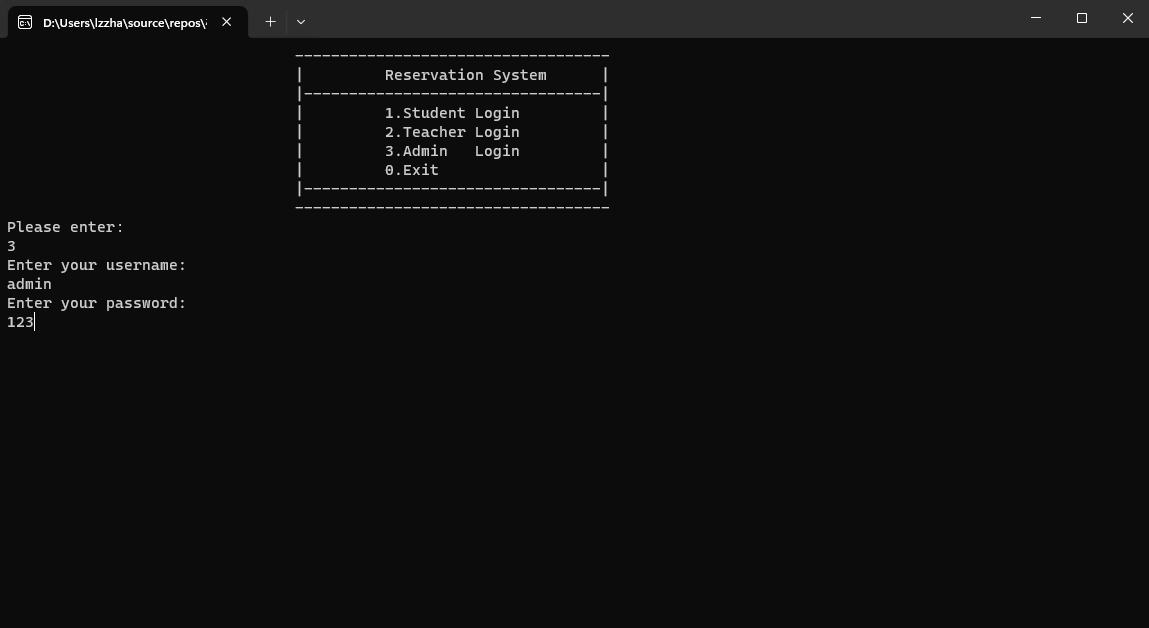 D:\Users\lzzha\source\repos\
Reservation System
1.Student Login
2.Teacher Login
3.Admin   Login
0.Exit
Please enter:
3
Enter your username:
admin
Enter your password:
123